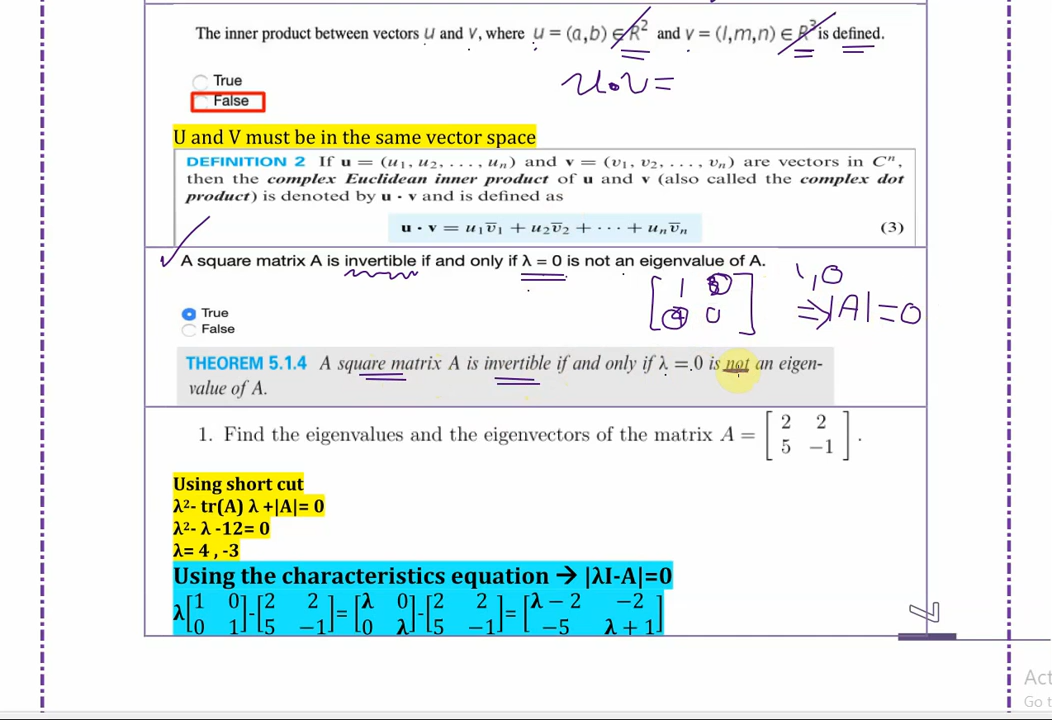 The inner product between vectors u and v, where u = (a,b) ∈ R² and v = (l,m,n) ∈ R³ is defined.
True
False
u•v=
U and V must be in the same vector space
DEFINITION 2 If u = (u₁, u₂, . . . , uₙ) and v = (v₁, v₂, . . . , vₙ) are vectors in Cⁿ,
then the complex Euclidean inner product of u and v (also called the complex dot
product) is denoted by u · v and is defined as
u · v = u₁v̅₁ + u₂v̅₂ + · · · + uₙv̅ₙ (3)
A square matrix A is invertible if and only if λ = 0 is not an eigenvalue of A.
1,0
[1
0]
⇒|A|=0
True
False
THEOREM 5.1.4 A square matrix A is invertible if and only if λ = 0 is not an eigen-
value of A.
1. Find the eigenvalues and the eigenvectors of the matrix A = [2 2
5 −1].
Using short cut
λ²- tr(A) λ +|A|= 0
λ²- λ -12= 0
λ= 4 , -3
Using the characteristics equation → |λI-A|=0
λ[1 0]-[2 2]=[λ 0]-[2 2]=[λ − 2 −2]
[0 1]-[5 −1]=[0 λ]-[5 −1]=[−5 λ + 1]
Act
Go t